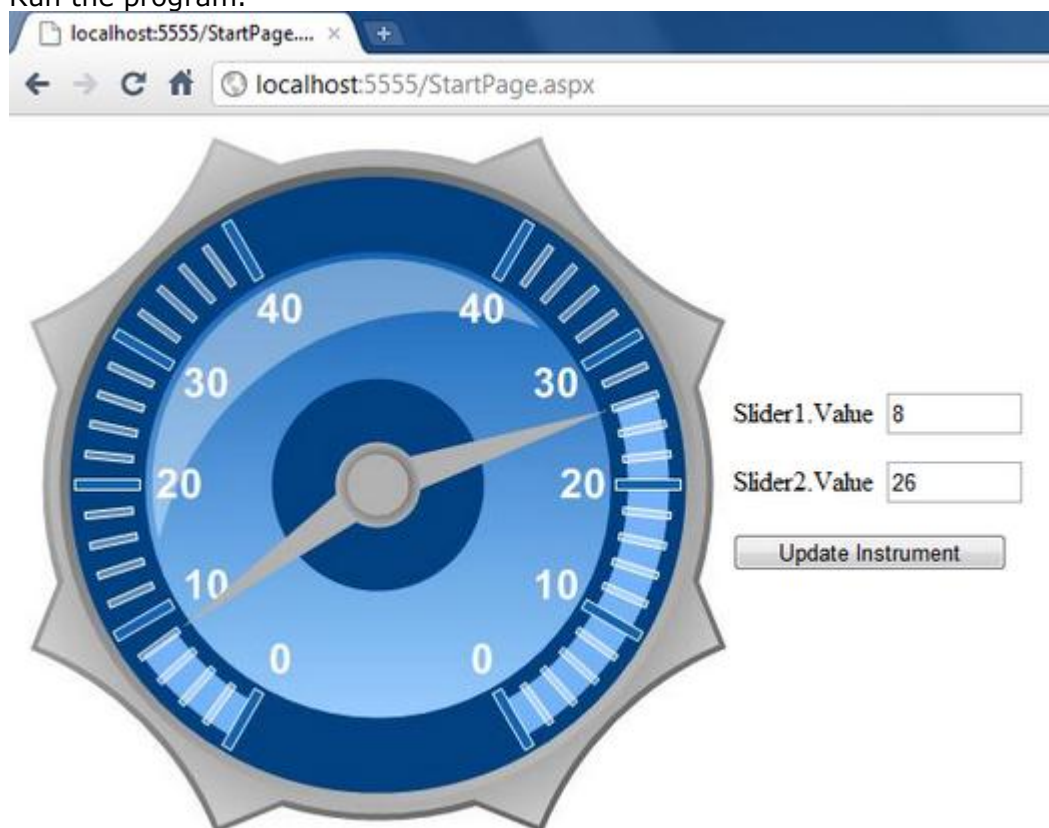 Run the program.
localhost:5555/StartPage....
localhost:5555/StartPage.aspx
40 40
30 30
Slider1.Value 8
20 20
Slider2.Value 26
Update Instrument
10 10
0 0